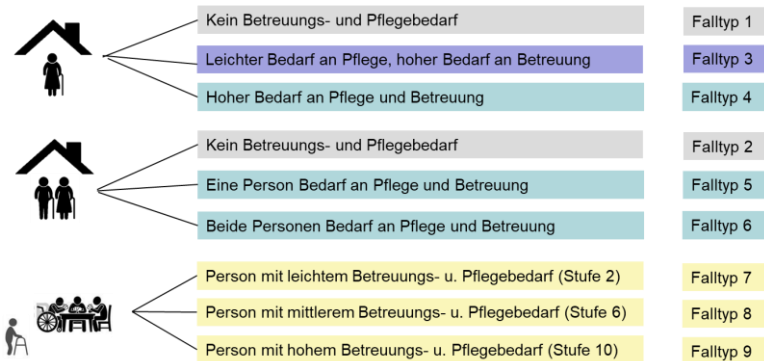 Kein Betreuungs- und Pflegebedarf Falltyp 1
Leichter Bedarf an Pflege, hoher Bedarf an Betreuung Falltyp 3
Hoher Bedarf an Pflege und Betreuung Falltyp 4
Kein Betreuungs- und Pflegebedarf Falltyp 2
Eine Person Bedarf an Pflege und Betreuung Falltyp 5
Beide Personen Bedarf an Pflege und Betreuung Falltyp 6
Person mit leichtem Betreuungs- u. Pflegebedarf (Stufe 2) Falltyp 7
Person mit mittlerem Betreuungs- u. Pflegebedarf (Stufe 6) Falltyp 8
Person mit hohem Betreuungs- u. Pflegebedarf (Stufe 10) Falltyp 9